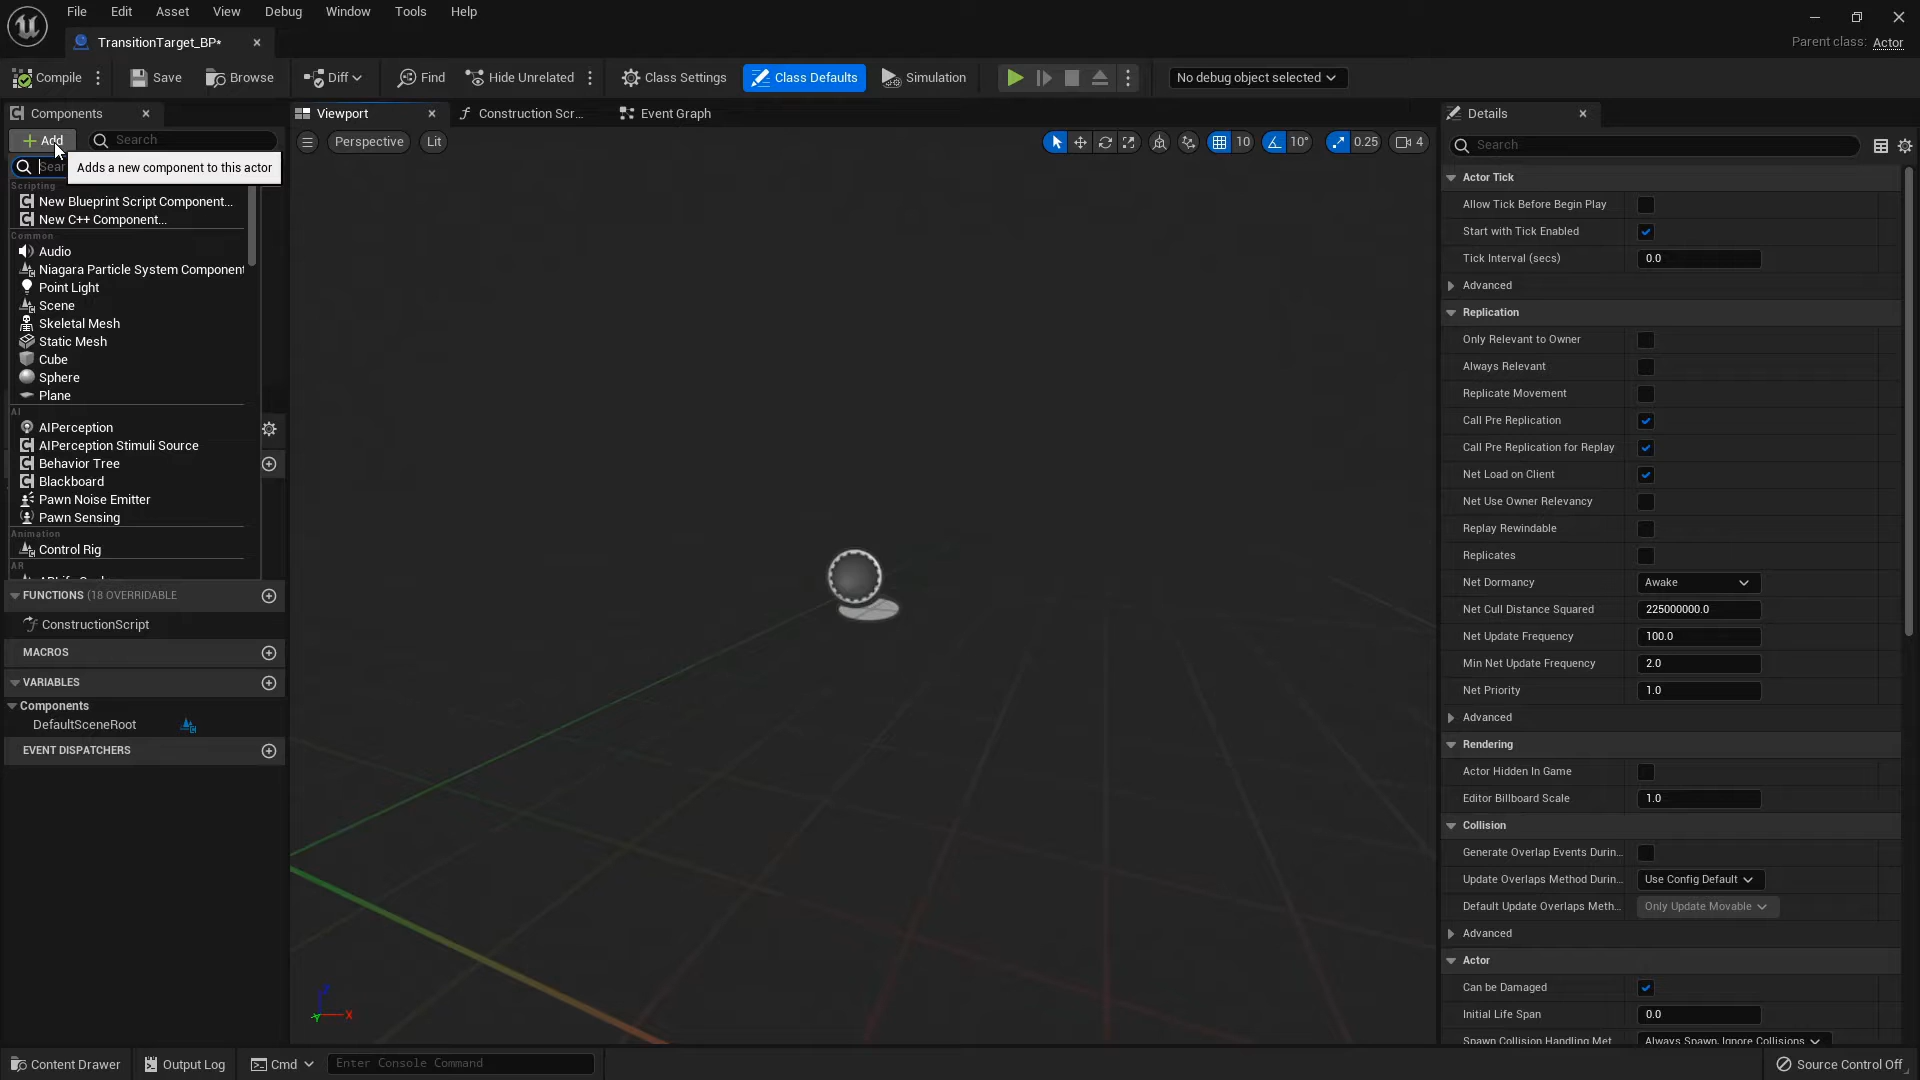 File Edit Asset View Debug Window Tools Help
TransitionTarget_BP*
Parent class: Actor
Compile Save Browse Diff Find Hide Unrelated Class Settings Class Defaults Simulation No debug object selected
Components Viewport Construction Scr... Event Graph Details
Add Search
Perspective Lit 10 10° 0.25 4
Search
Sear
Adds a new component to this actor
Scripting
New Blueprint Script Component...
New C++ Component...
Common
Audio
Niagara Particle System Component
Point Light
Scene
Skeletal Mesh
Static Mesh
Cube
Sphere
Plane
AI
AIPerception
AIPerception Stimuli Source
Behavior Tree
Blackboard
Pawn Noise Emitter
Pawn Sensing
Animation
Control Rig
AR
FUNCTIONS (18 OVERRIDABLE
ConstructionScript
MACROS
VARIABLES
Components
DefaultSceneRoot
EVENT DISPATCHERS
Z
X
Y
Actor Tick
Allow Tick Before Begin Play
Start with Tick Enabled
Tick Interval (secs) 0.0
Advanced
Replication
Only Relevant to Owner
Always Relevant
Replicate Movement
Call Pre Replication
Call Pre Replication for Replay
Net Load on Client
Net Use Owner Relevancy
Replay Rewindable
Replicates
Net Dormancy Awake
Net Cull Distance Squared 225000000.0
Net Update Frequency 100.0
Min Net Update Frequency 2.0
Net Priority 1.0
Advanced
Rendering
Actor Hidden In Game
Editor Billboard Scale 1.0
Collision
Generate Overlap Events Durin...
Update Overlaps Method Durin... Use Config Default
Default Update Overlaps Meth... Only Update Movable
Advanced
Actor
Can be Damaged
Initial Life Span 0.0
Spawn Collision Handling Met Always Spawn, Ignore Collisions
Content Drawer Output Log Cmd Enter Console Command Source Control Off